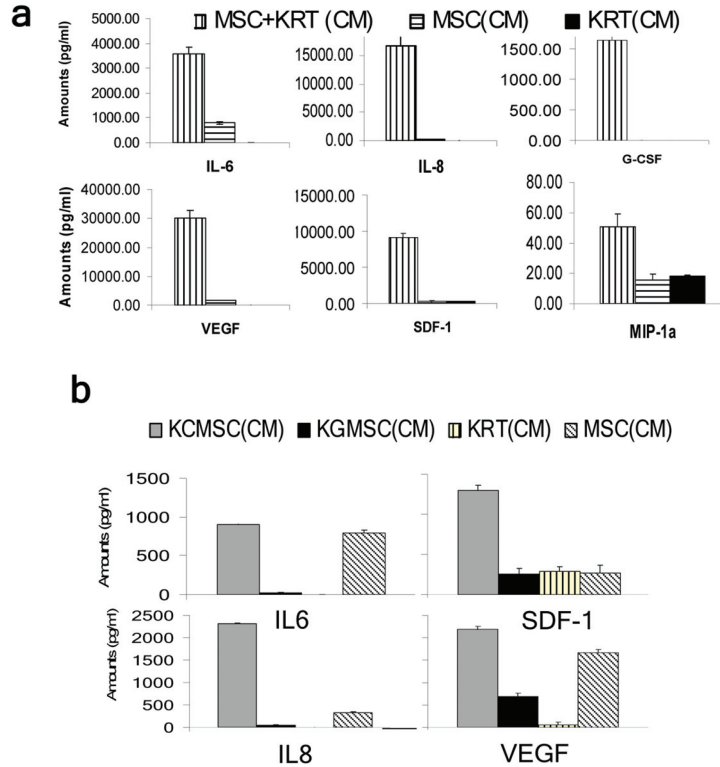 a
MSC+KRT (CM) MSC(CM) KRT(CM)
Amounts (pg/ml)
5000.00
4000.00
3000.00
2000.00
1000.00
0.00
IL-6
15000.00
10000.00
5000.00
0.00
IL-8
1500.00
1000.00
500.00
0.00
G-CSF
Amounts (pg/ml)
40000.00
30000.00
20000.00
10000.00
0.00
VEGF
15000.00
10000.00
5000.00
0.00
SDF-1
80.00
60.00
40.00
20.00
0.00
MIP-1a
b
KCMSC(CM) KGMSC(CM) KRT(CM) MSC(CM)
Amounts (pg/ml)
1500
1000
500
0
IL6
SDF-1
Amounts (pg/ml)
2500
2000
1500
1000
500
0
IL8
VEGF